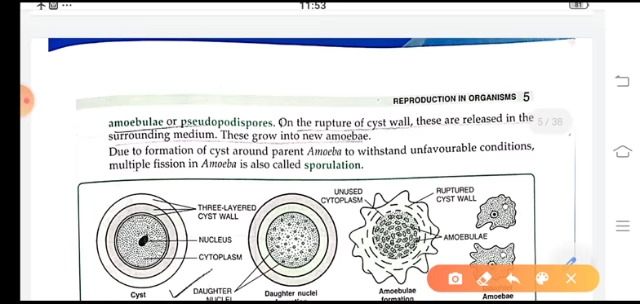 11:53
81
REPRODUCTION IN ORGANISMS 5
amoebulae or pseudopodispores. On the rupture of cyst wall, these are released in the
5 / 38
surrounding medium. These grow into new amoebae.
Due to formation of cyst around parent Amoeba to withstand unfavourable conditions,
multiple fission in Amoeba is also called sporulation.
THREE-LAYERED
CYST WALL
NUCLEUS
CYTOPLASM
DAUGHTER
NUCLEI
Cyst
Daughter nuclei
UNUSED
CYTOPLASM
RUPTURED
CYST WALL
AMOEBULAE
Amoebulae
formation
Amoebae